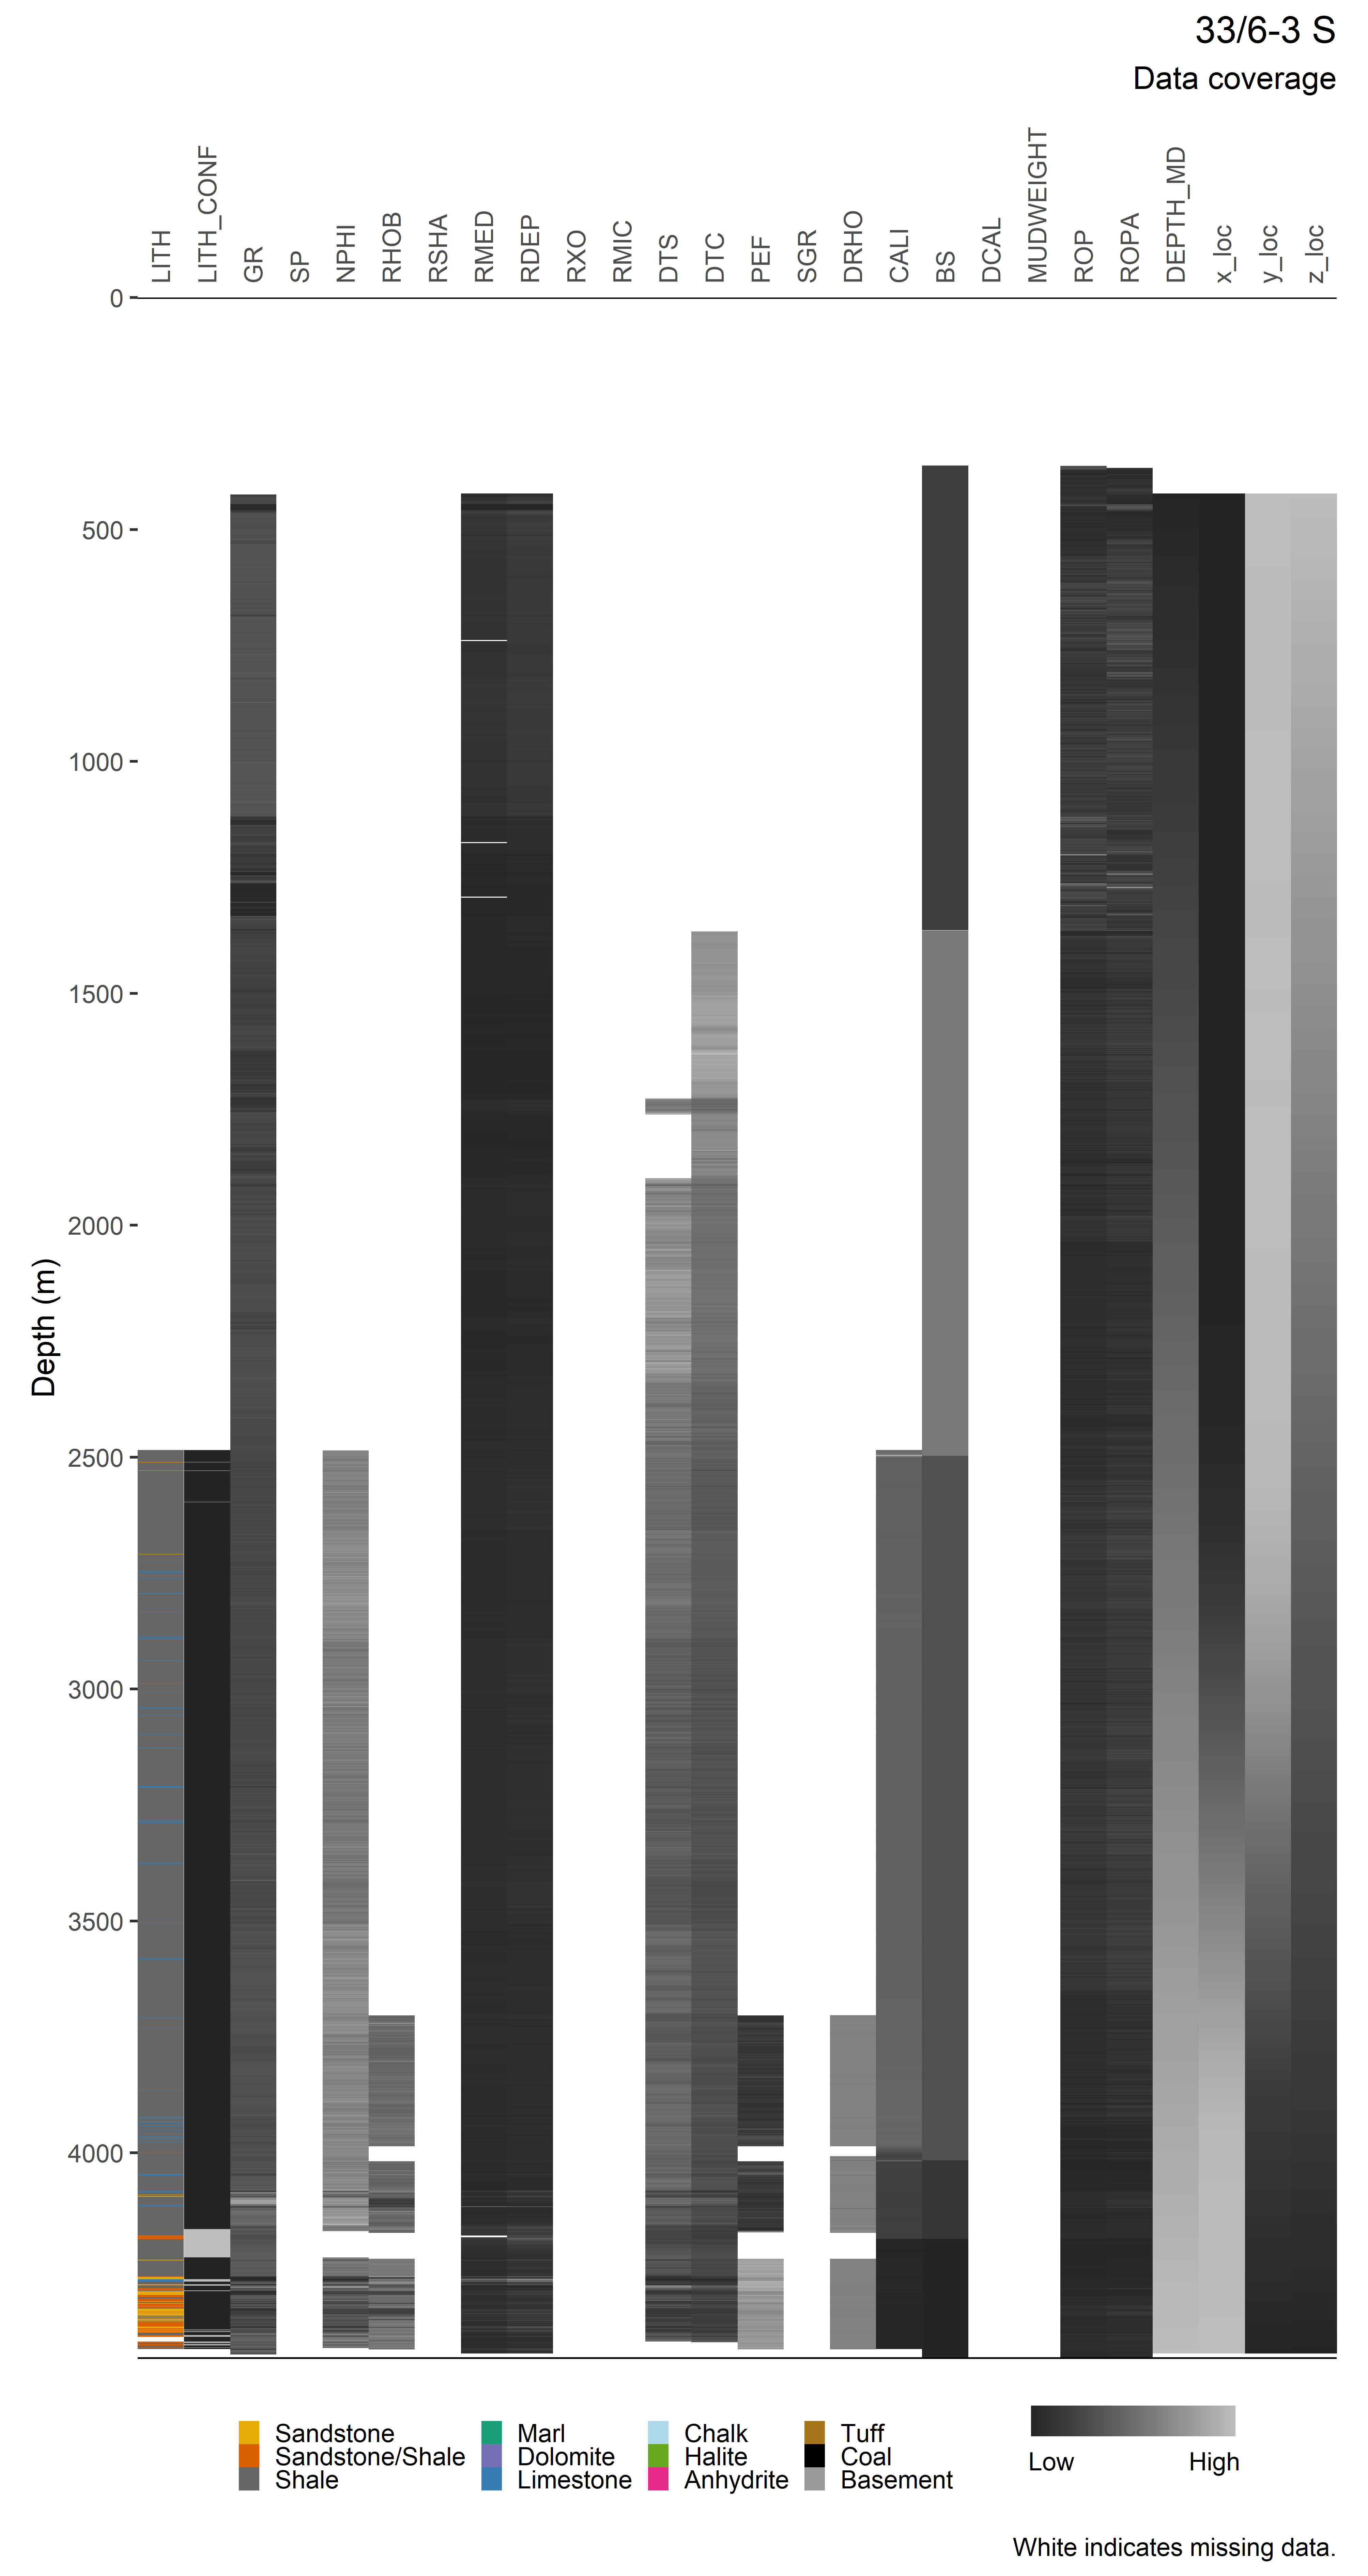 33/6-3 S
Data coverage
LITH
LITH_CONF
GR
SP
NPHI
RHOB
RSHA
RMED
RDEP
RXO
RMIC
DTS
DTC
PEF
SGR
DRHO
CALI
BS
DCAL
MUDWEIGHT
ROP
ROPA
DEPTH_MD
x_loc
y_loc
z_loc
0
500
1000
1500
2000
2500
3000
3500
4000
Depth (m)
Sandstone
Sandstone/Shale
Shale
Marl
Dolomite
Limestone
Chalk
Halite
Anhydrite
Tuff
Coal
Basement
Low High
White indicates missing data.